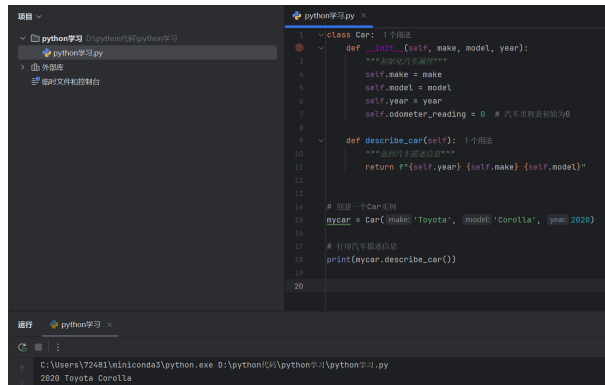 项目
python学习 D:\python代码\python学习
python学习.py
外部库
临时文件和控制台
python学习.py
1 class Car: 1个用法
def __init__(self, make, model, year):
3 """初始化汽车属性"""
4 self.make = make
5 self.model = model
6 self.year = year
7 self.odometer_reading = 0 # 汽车里程表初始为0
8
9 def describe_car(self): 1个用法
10 """返回汽车描述信息"""
11 return f"{self.year} {self.make} {self.model}"
12
13
14 # 创建一个Car实例
15 mycar = Car( make: 'Toyota', model: 'Corolla', year: 2020)
16
17 # 打印汽车描述信息
18 print(mycar.describe_car())
19
20
运行 python学习
C:\Users\72481\miniconda3\python.exe D:\python代码\python学习\python学习.py
2020 Toyota Corolla